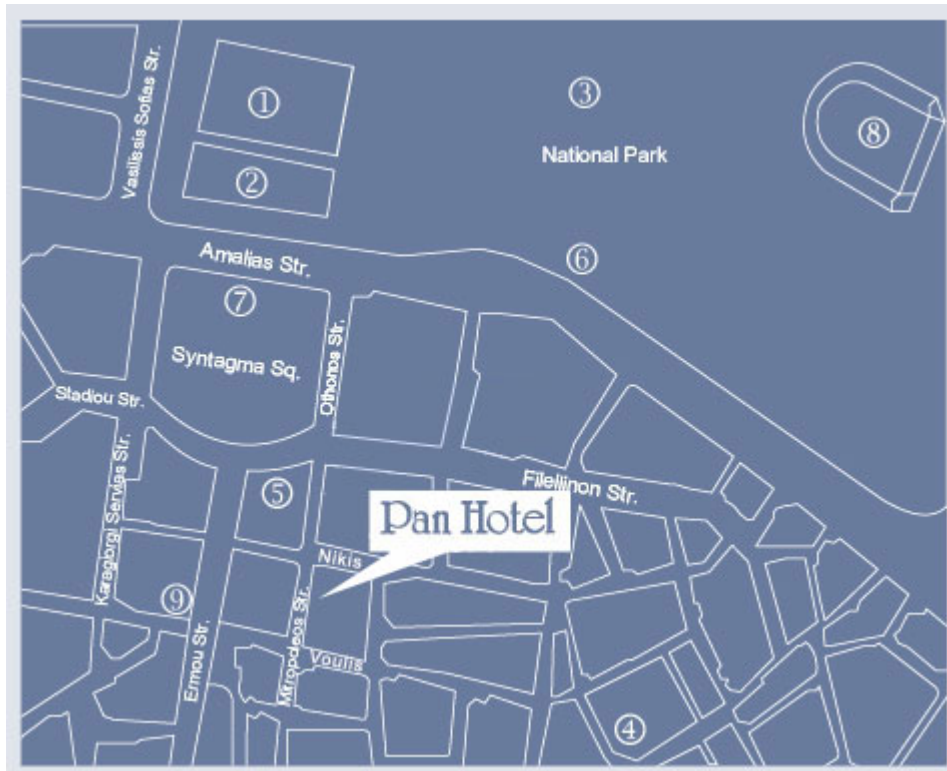 Vasilissis Sofias Str.
1
2
3
National Park
8
Amalias Str.
6
7
Syntagma Sq.
Othonos Str.
Stadiou Str.
Karagiorgi Servias Str.
5
Filellinon Str.
Pan Hotel
Nikis
9
Ermou Str.
Mitropdeos Str.
Voulis
4